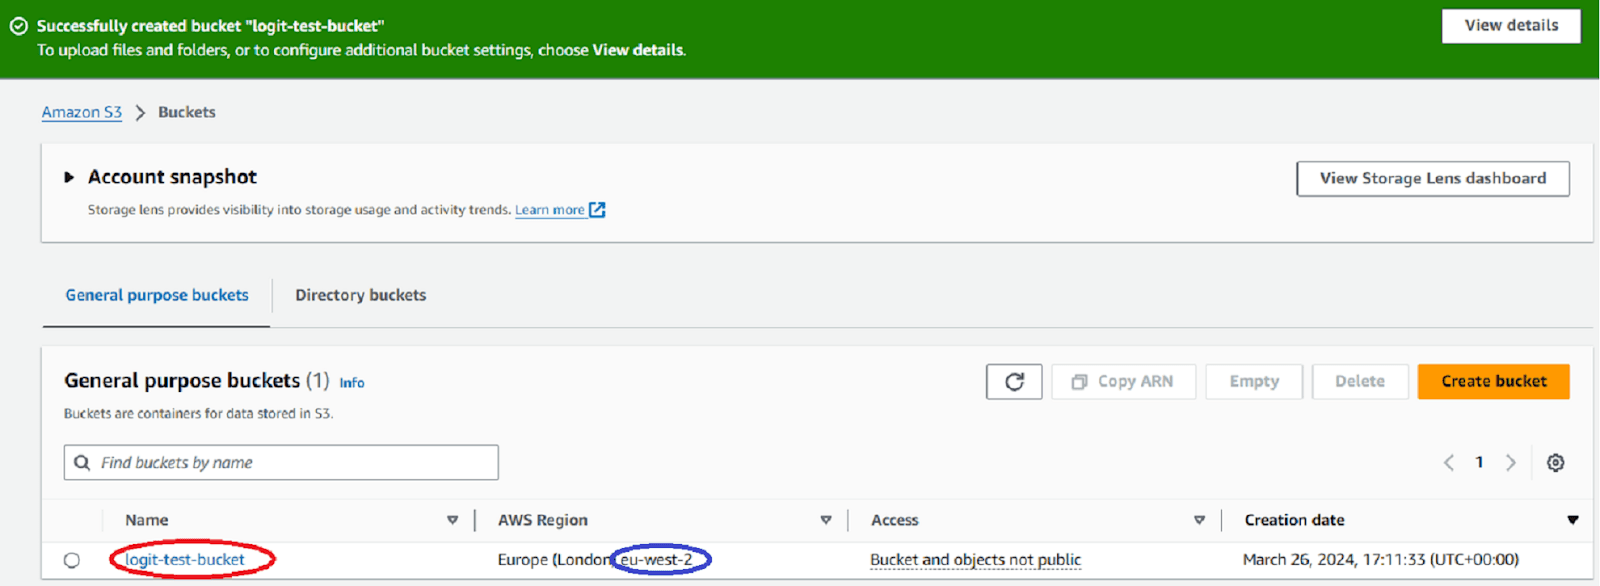 Successfully created bucket "logit-test-bucket"
To upload files and folders, or to configure additional bucket settings, choose View details.
View details
Amazon S3 > Buckets
Account snapshot
Storage lens provides visibility into storage usage and activity trends. Learn more
View Storage Lens dashboard
General purpose buckets Directory buckets
General purpose buckets (1) Info
Buckets are containers for data stored in S3.
Copy ARN Empty Delete Create bucket
Find buckets by name
1
Name AWS Region Access Creation date
logit-test-bucket Europe (London) eu-west-2 Bucket and objects not public March 26, 2024, 17:11:33 (UTC+00:00)